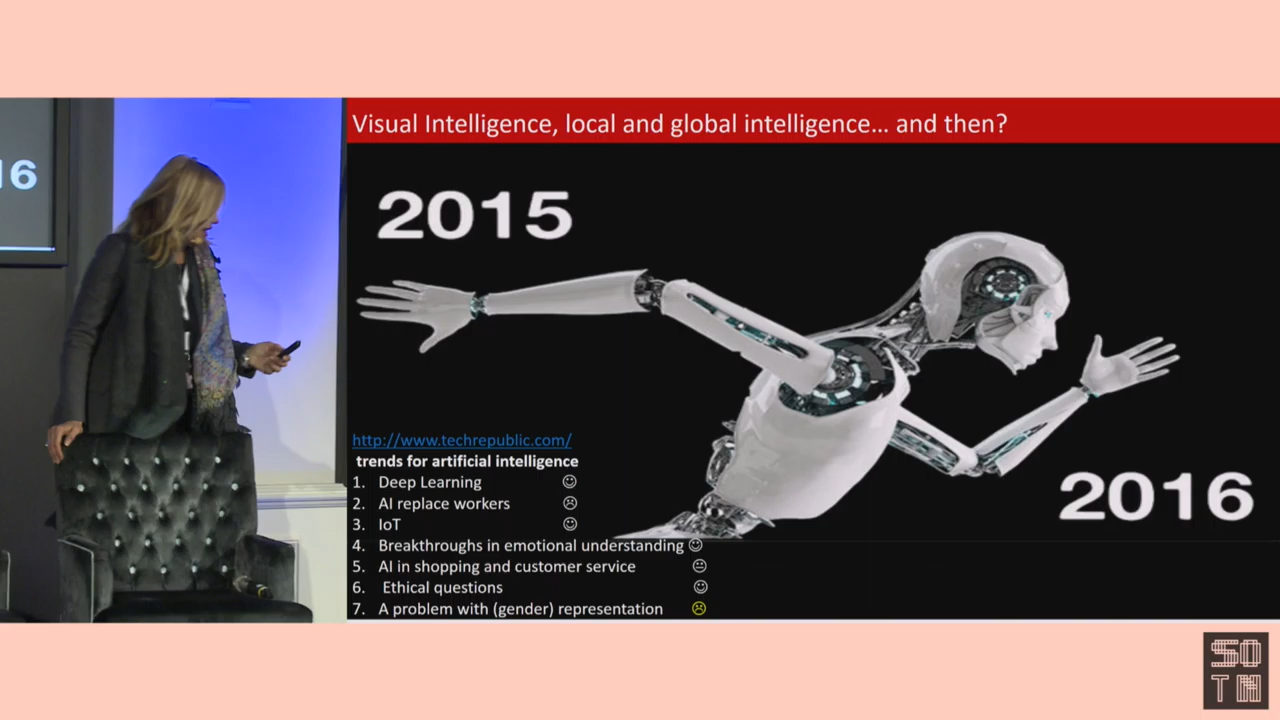 16
Visual Intelligence, local and global intelligence... and then?
2015
http://www.techrepublic.com/
trends for artificial intelligence
1. Deep Learning ☺
2. AI replace workers ☹
3. IoT ☺
4. Breakthroughs in emotional understanding ☺
5. AI in shopping and customer service 😐
6. Ethical questions ☺
7. A problem with (gender) representation ☹
2016
SO
TN